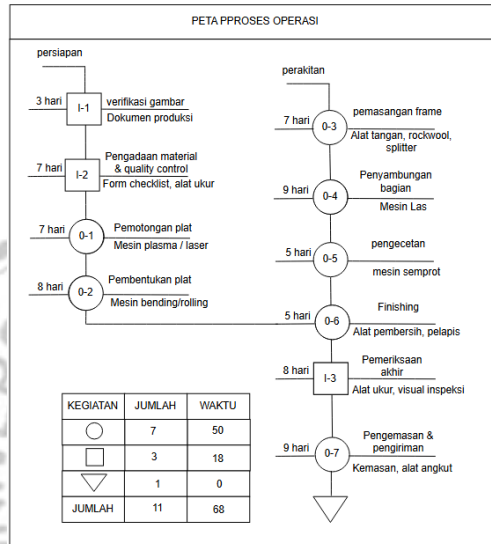 PETA PPROSES OPERASI
persiapan
3 hari
I-1
verifikasi gambar
Dokumen produksi
7 hari
I-2
Pengadaan material
& quality control
Form checklist, alat ukur
7 hari
0-1
Pemotongan plat
Mesin plasma / laser
8 hari
0-2
Pembentukan plat
Mesin bending/rolling
perakitan
7 hari
0-3
pemasangan frame
Alat tangan, rockwool,
splitter
9 hari
0-4
Penyambungan
bagian
Mesin Las
5 hari
0-5
pengecetan
mesin semprot
5 hari
0-6
Finishing
Alat pembersih, pelapis
8 hari
I-3
Pemeriksaan
akhir
Alat ukur, visual inspeksi
9 hari
0-7
Pengemasan &
pengiriman
Kemasan, alat angkut
KEGIATAN JUMLAH WAKTU
7 50
3 18
1 0
JUMLAH 11 68